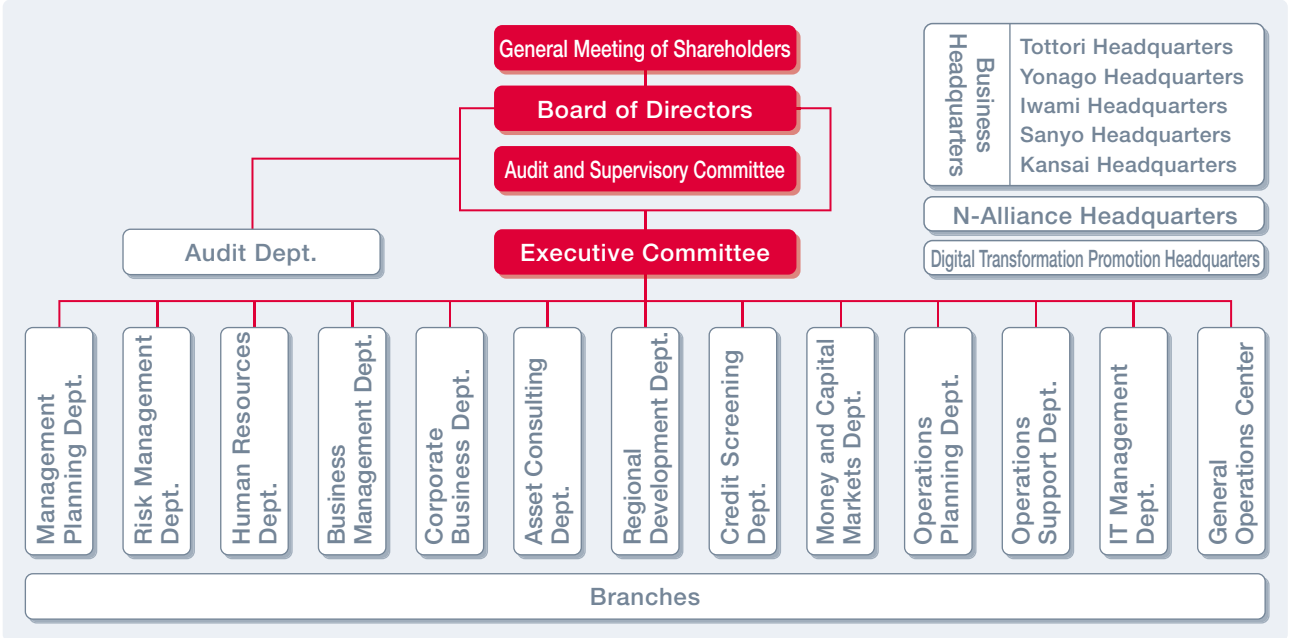 General Meeting of Shareholders
Board of Directors
Audit and Supervisory Committee
Audit Dept.
Executive Committee
Business
Headquarters
Tottori Headquarters
Yonago Headquarters
Iwami Headquarters
Sanyo Headquarters
Kansai Headquarters
N-Alliance Headquarters
Digital Transformation Promotion Headquarters
Management
Planning Dept.
Risk Management
Dept.
Human Resources
Dept.
Business
Management Dept.
Corporate
Business Dept.
Asset Consulting
Dept.
Regional
Development Dept.
Credit Screening
Dept.
Money and Capital
Markets Dept.
Operations
Planning Dept.
Operations
Support Dept.
IT Management
Dept.
General
Operations Center
Branches